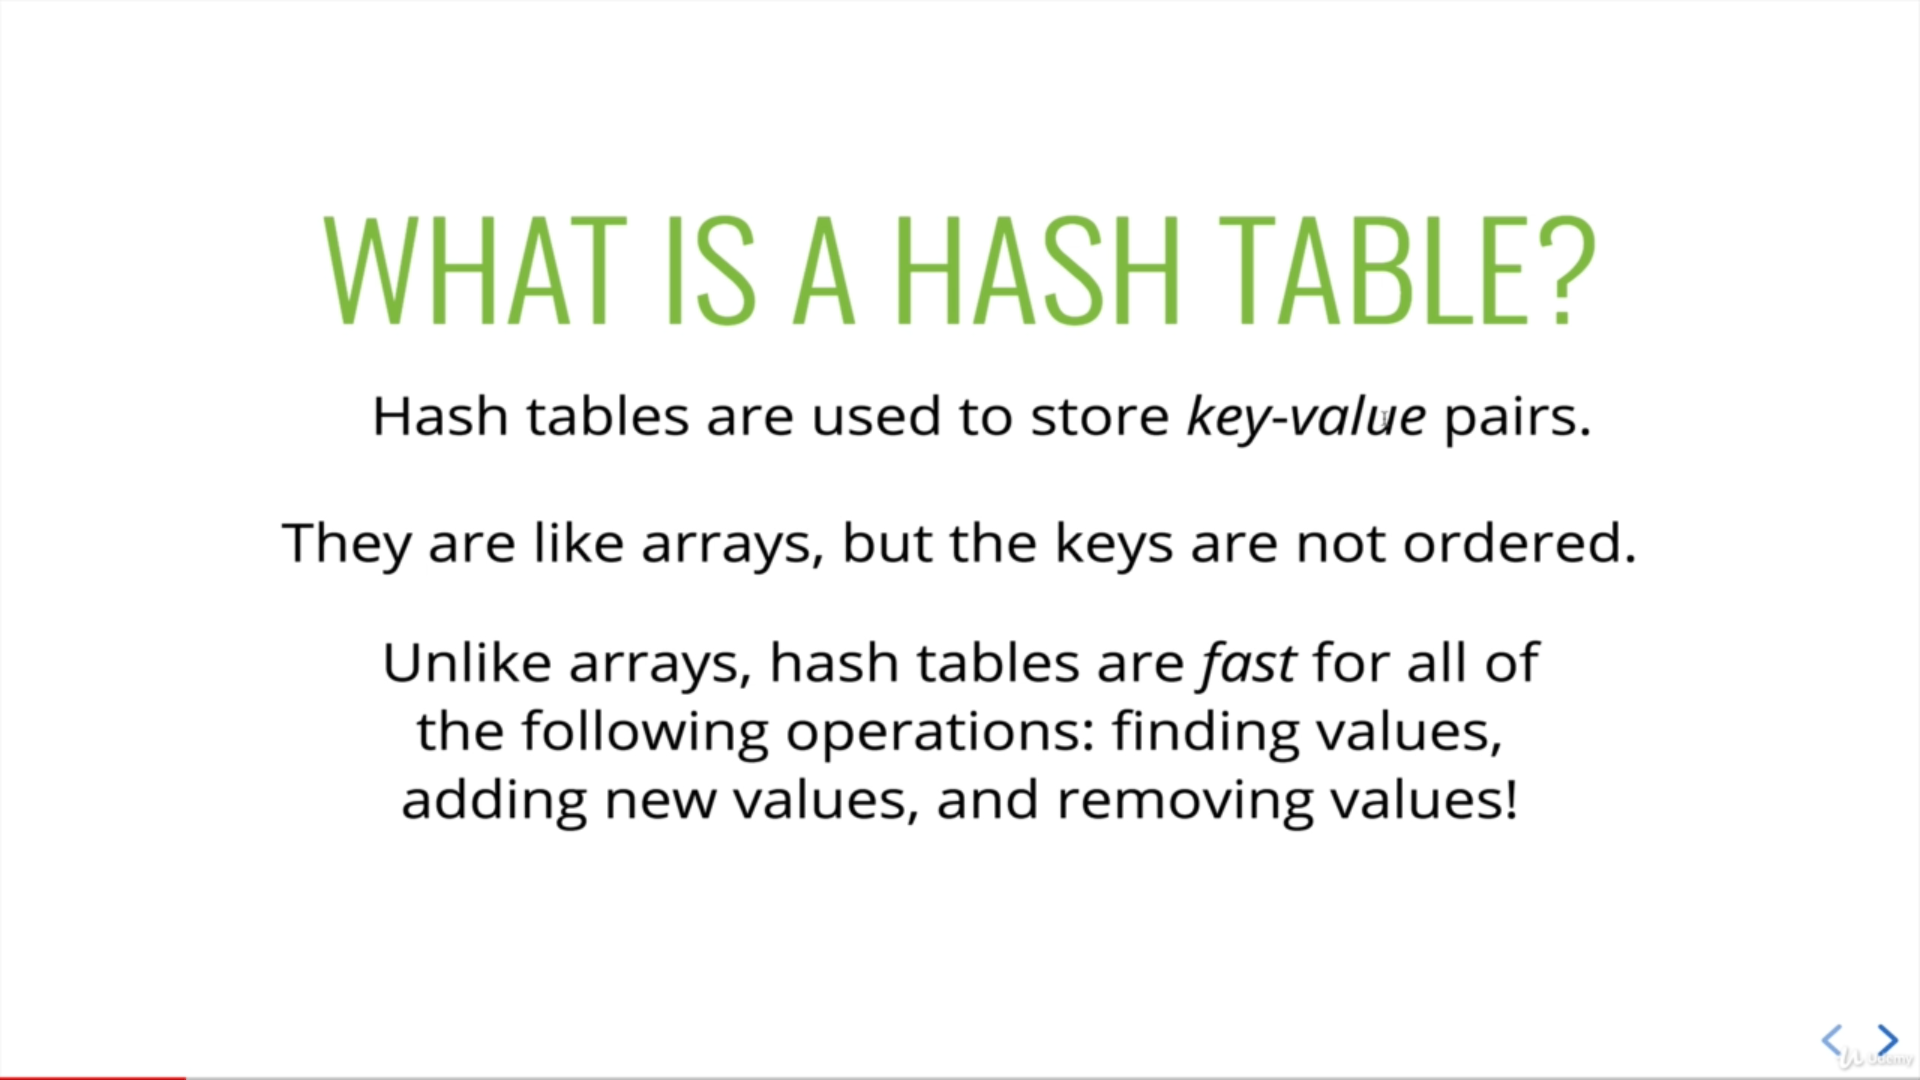 WHAT IS A HASH TABLE?
Hash tables are used to store key-value pairs.
They are like arrays, but the keys are not ordered.
Unlike arrays, hash tables are fast for all of
the following operations: finding values,
adding new values, and removing values!
Udemy